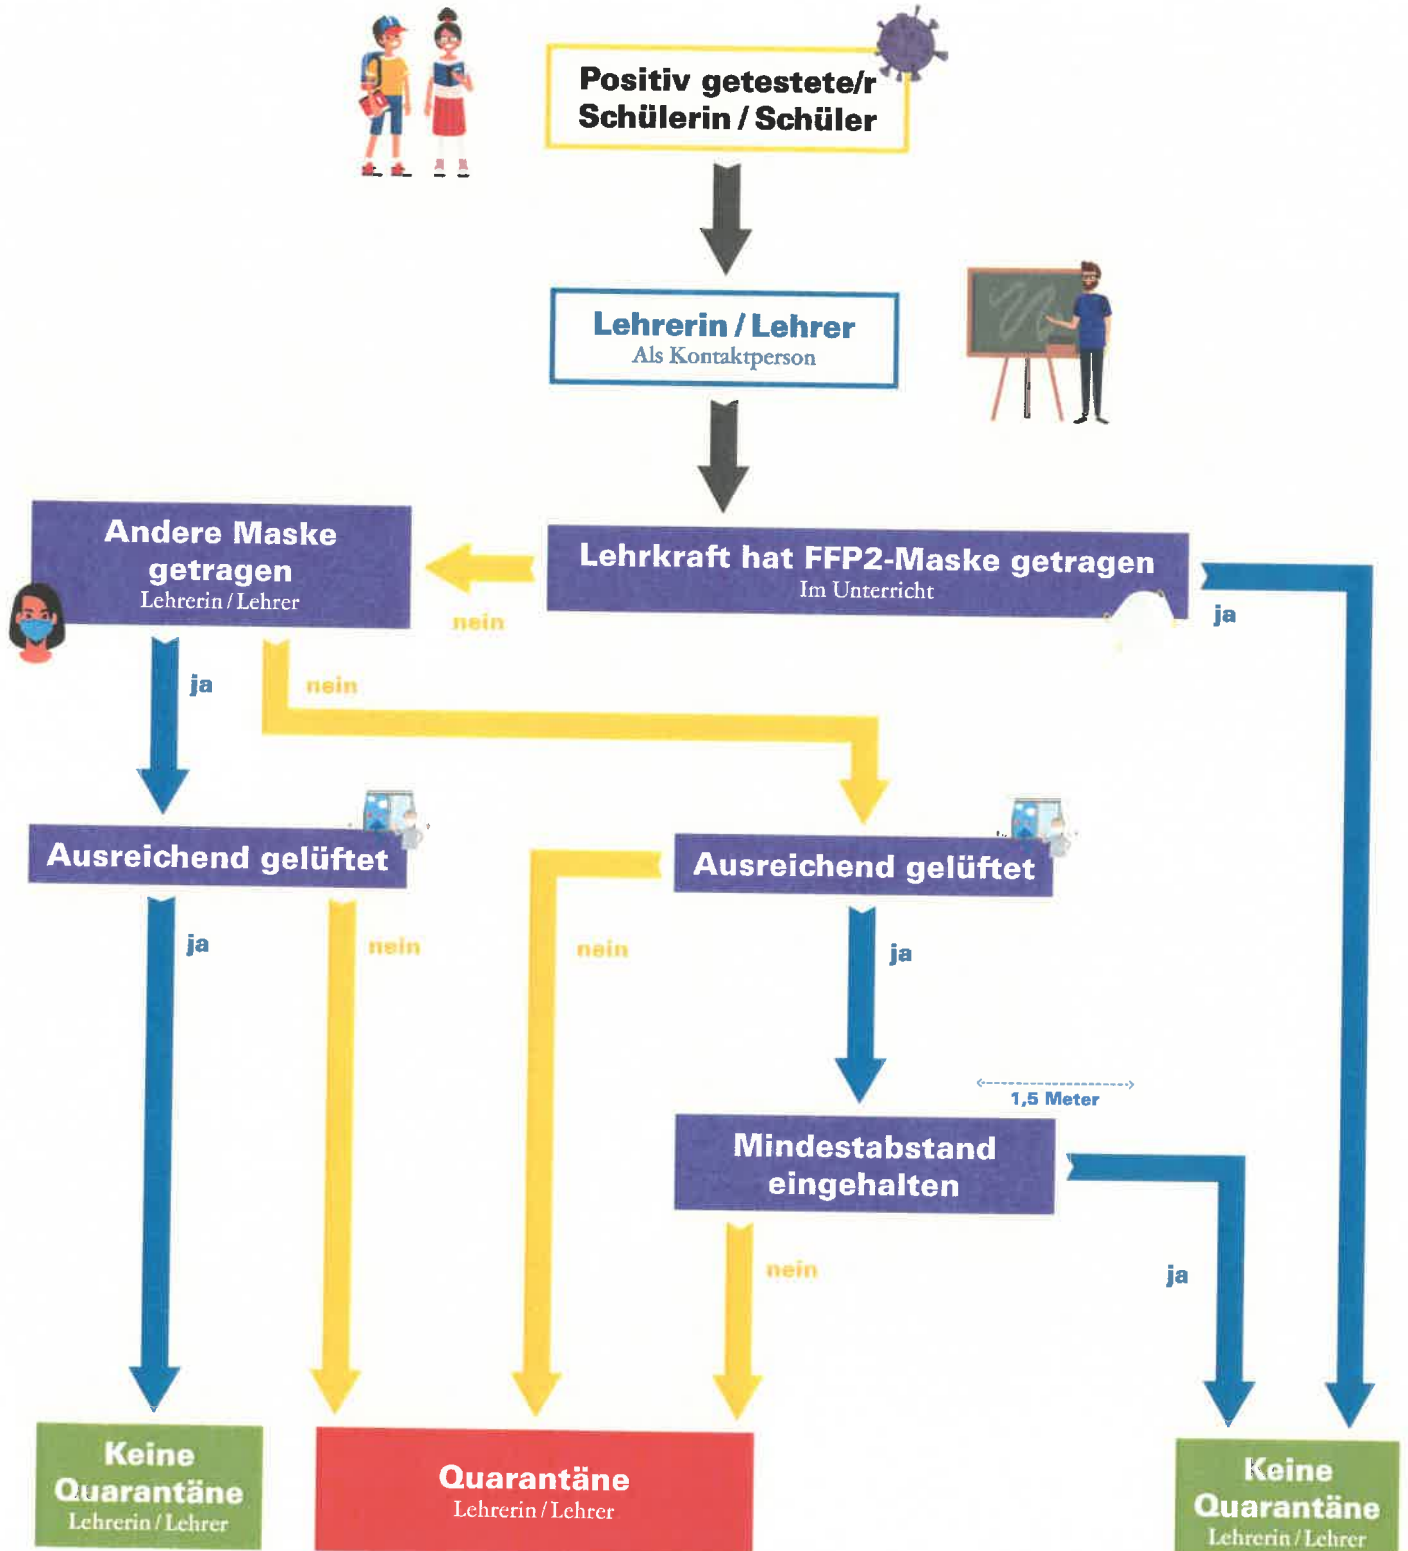 Positiv getestete/r
Schülerin / Schüler
Lehrerin / Lehrer
Als Kontaktperson
Andere Maske
getragen
Lehrerin / Lehrer
Lehrkraft hat FFP2-Maske getragen
Im Unterricht
nein
ja
ja
nein
Ausreichend gelüftet
Ausreichend gelüftet
ja
nein
nein
ja
1,5 Meter
Mindestabstand
eingehalten
nein
ja
Keine
Quarantäne
Lehrerin / Lehrer
Quarantäne
Lehrerin / Lehrer
Keine
Quarantäne
Lehrerin / Lehrer